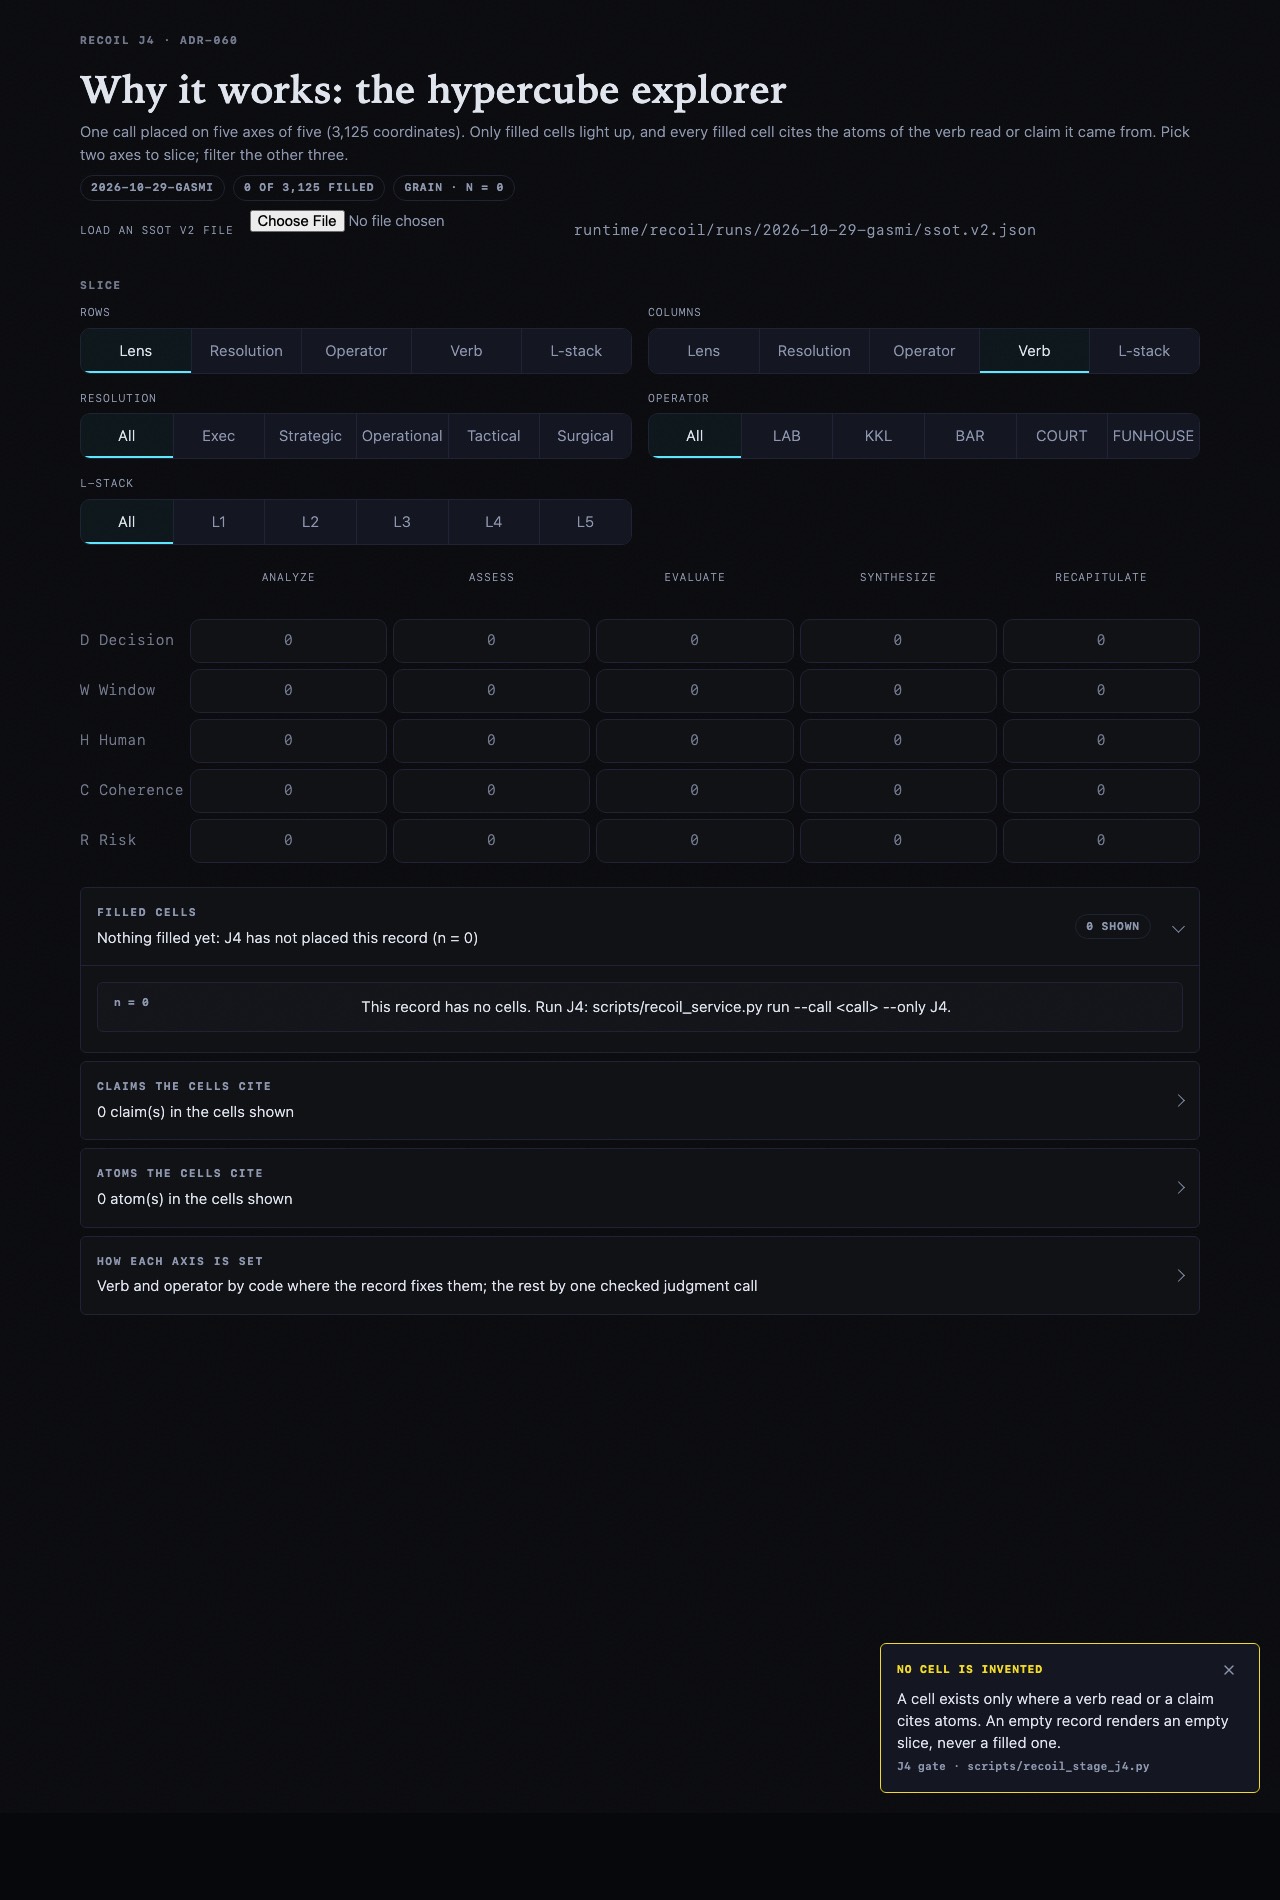 RECOIL J4 · ADR-060
Why it works: the hypercube explorer
One call placed on five axes of five (3,125 coordinates). Only filled cells light up, and every filled cell cites the atoms of the verb read or claim it came from. Pick
two axes to slice; filter the other three.
2026-10-29-GASMI 0 OF 3,125 FILLED GRAIN · N = 0
LOAD AN SSOT V2 FILE Choose File No file chosen runtime/recoil/runs/2026-10-29-gasmi/ssot.v2.json
SLICE
ROWS
Lens Resolution Operator Verb L-stack
COLUMNS
Lens Resolution Operator Verb L-stack
RESOLUTION
All Exec Strategic Operational Tactical Surgical
OPERATOR
All LAB KKL BAR COURT FUNHOUSE
L-STACK
All L1 L2 L3 L4 L5
ANALYZE ASSESS EVALUATE SYNTHESIZE RECAPITULATE
D Decision 0 0 0 0 0
W Window 0 0 0 0 0
H Human 0 0 0 0 0
C Coherence 0 0 0 0 0
R Risk 0 0 0 0 0
FILLED CELLS
Nothing filled yet: J4 has not placed this record (n = 0)
0 SHOWN
n = 0 This record has no cells. Run J4: scripts/recoil_service.py run --call <call> --only J4.
CLAIMS THE CELLS CITE
0 claim(s) in the cells shown
ATOMS THE CELLS CITE
0 atom(s) in the cells shown
HOW EACH AXIS IS SET
Verb and operator by code where the record fixes them; the rest by one checked judgment call
NO CELL IS INVENTED
A cell exists only where a verb read or a claim
cites atoms. An empty record renders an empty
slice, never a filled one.
J4 gate · scripts/recoil_stage_j4.py